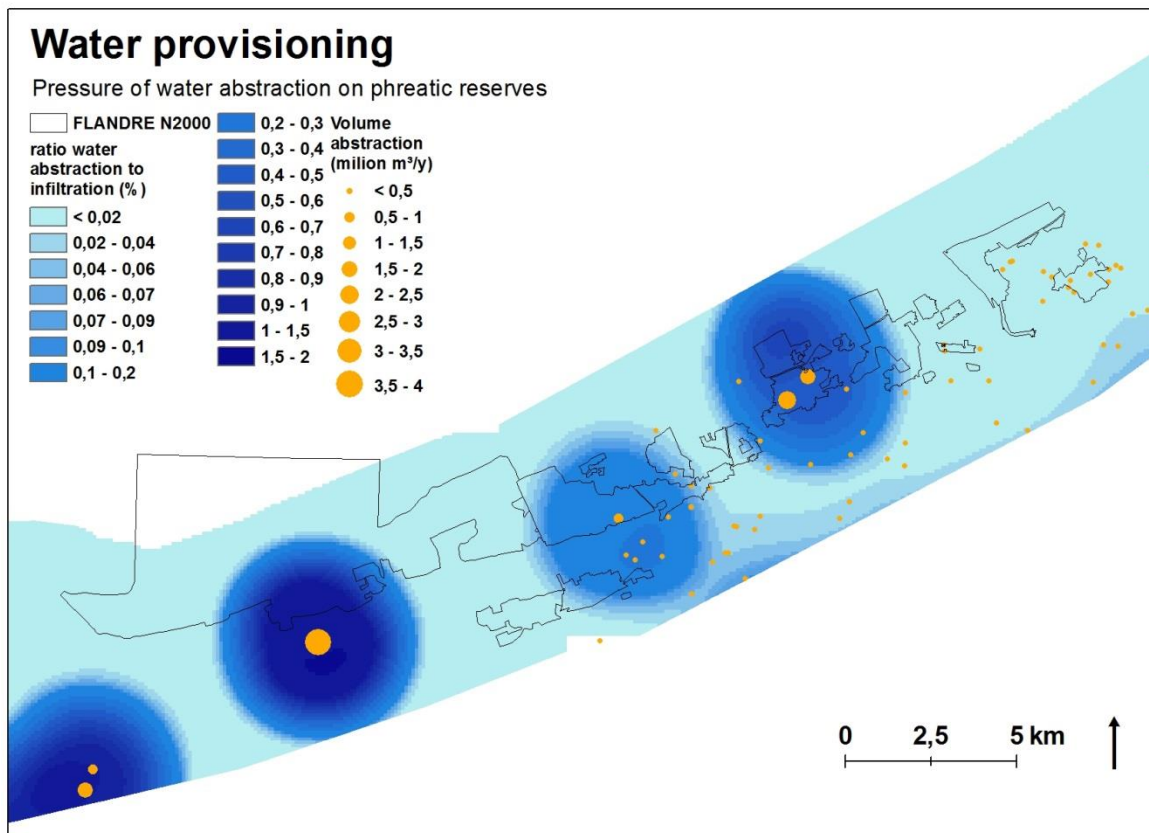 Water provisioning
Pressure of water abstraction on phreatic reserves
FLANDRE N2000
ratio water
abstraction to
infiltration (%)
< 0,02
0,02 - 0,04
0,04 - 0,06
0,06 - 0,07
0,07 - 0,09
0,09 - 0,1
0,1 - 0,2
0,2 - 0,3
0,3 - 0,4
0,4 - 0,5
0,5 - 0,6
0,6 - 0,7
0,7 - 0,8
0,8 - 0,9
0,9 - 1
1 - 1,5
1,5 - 2
Volume
abstraction
(milion m³/y)
< 0,5
0,5 - 1
1 - 1,5
1,5 - 2
2 - 2,5
2,5 - 3
3 - 3,5
3,5 - 4
0 2,5 5 km